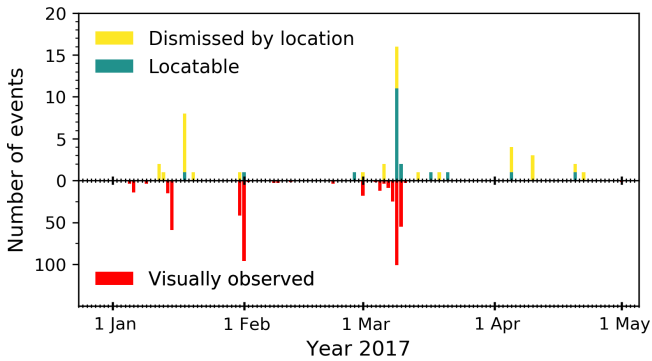 20
Dismissed by location
Locatable
15
10
5
0
50
100
Visually observed
Number of events
1 Jan
1 Feb
1 Mar
1 Apr
1 May
Year 2017